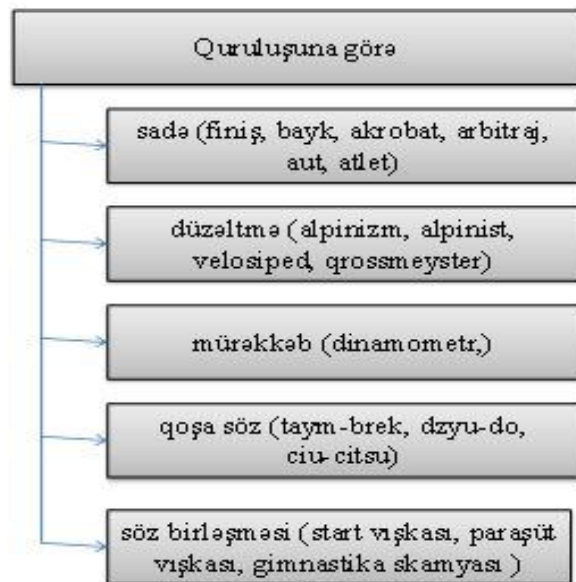 Quruluşuna görə
sadə (finiş, bayk, akrobat, arbitraj,
aut, atlet)
düzəltmə (alpinizm, alpinist,
velosiped, qrossmeyster)
mürəkkəb (dinamometr,)
qoşa söz (taym-brek, dzyu-do,
ciu-citsu)
söz birləşməsi (start vışkası, paraşüt
vışkası, gimnastika skamyası )